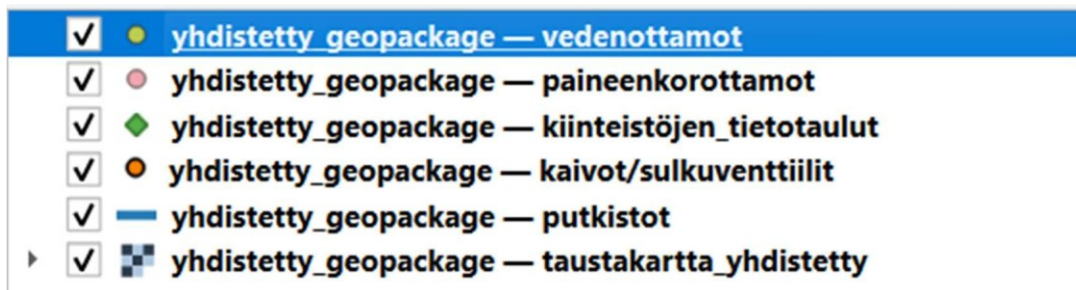 yhdistetty_geopackage — vedenottamot
yhdistetty_geopackage — paineenkorottamot
yhdistetty_geopackage — kiinteistöjen_tietotaulut
yhdistetty_geopackage — kaivot/sulkuventtiilit
yhdistetty_geopackage — putkistot
yhdistetty_geopackage — taustakartta_yhdistetty